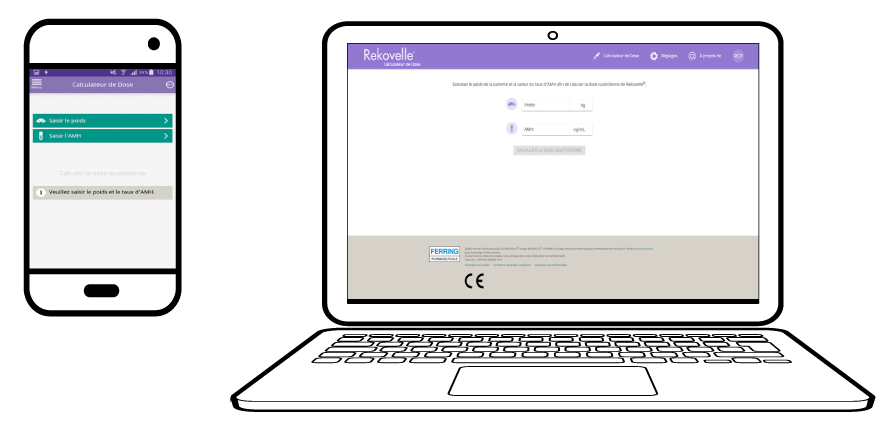 99% 10:30
Menu
Calculateur de Dose
Saisir le poids
Saisir l'AMH
Calculer la dose quotidienne
Veuillez saisir le poids et le taux d'AMH.
Rekovelle®
Calculateur de Dose
Calculateur de Dose
Réglages
À propos de
Saisissez le poids de la patiente et la valeur du taux d'AMH afin de calculer la dose quotidienne de Rekovelle®.
Poids
kg
AMH
ng/mL
CALCULER LA DOSE QUOTIDIENNE
FERRING
PHARMACEUTICALS
CE